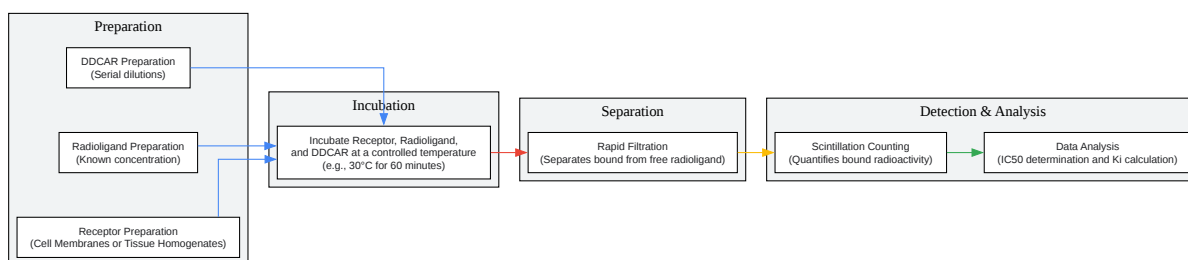 Preparation
DDCAR Preparation
(Serial dilutions)
Radioligand Preparation
(Known concentration)
Receptor Preparation
(Cell Membranes or Tissue Homogenates)
Incubation
Incubate Receptor, Radioligand,
and DDCAR at a controlled temperature
(e.g., 30°C for 60 minutes)
Separation
Rapid Filtration
(Separates bound from free radioligand)
Detection & Analysis
Scintillation Counting
(Quantifies bound radioactivity)
Data Analysis
(IC50 determination and Ki calculation)